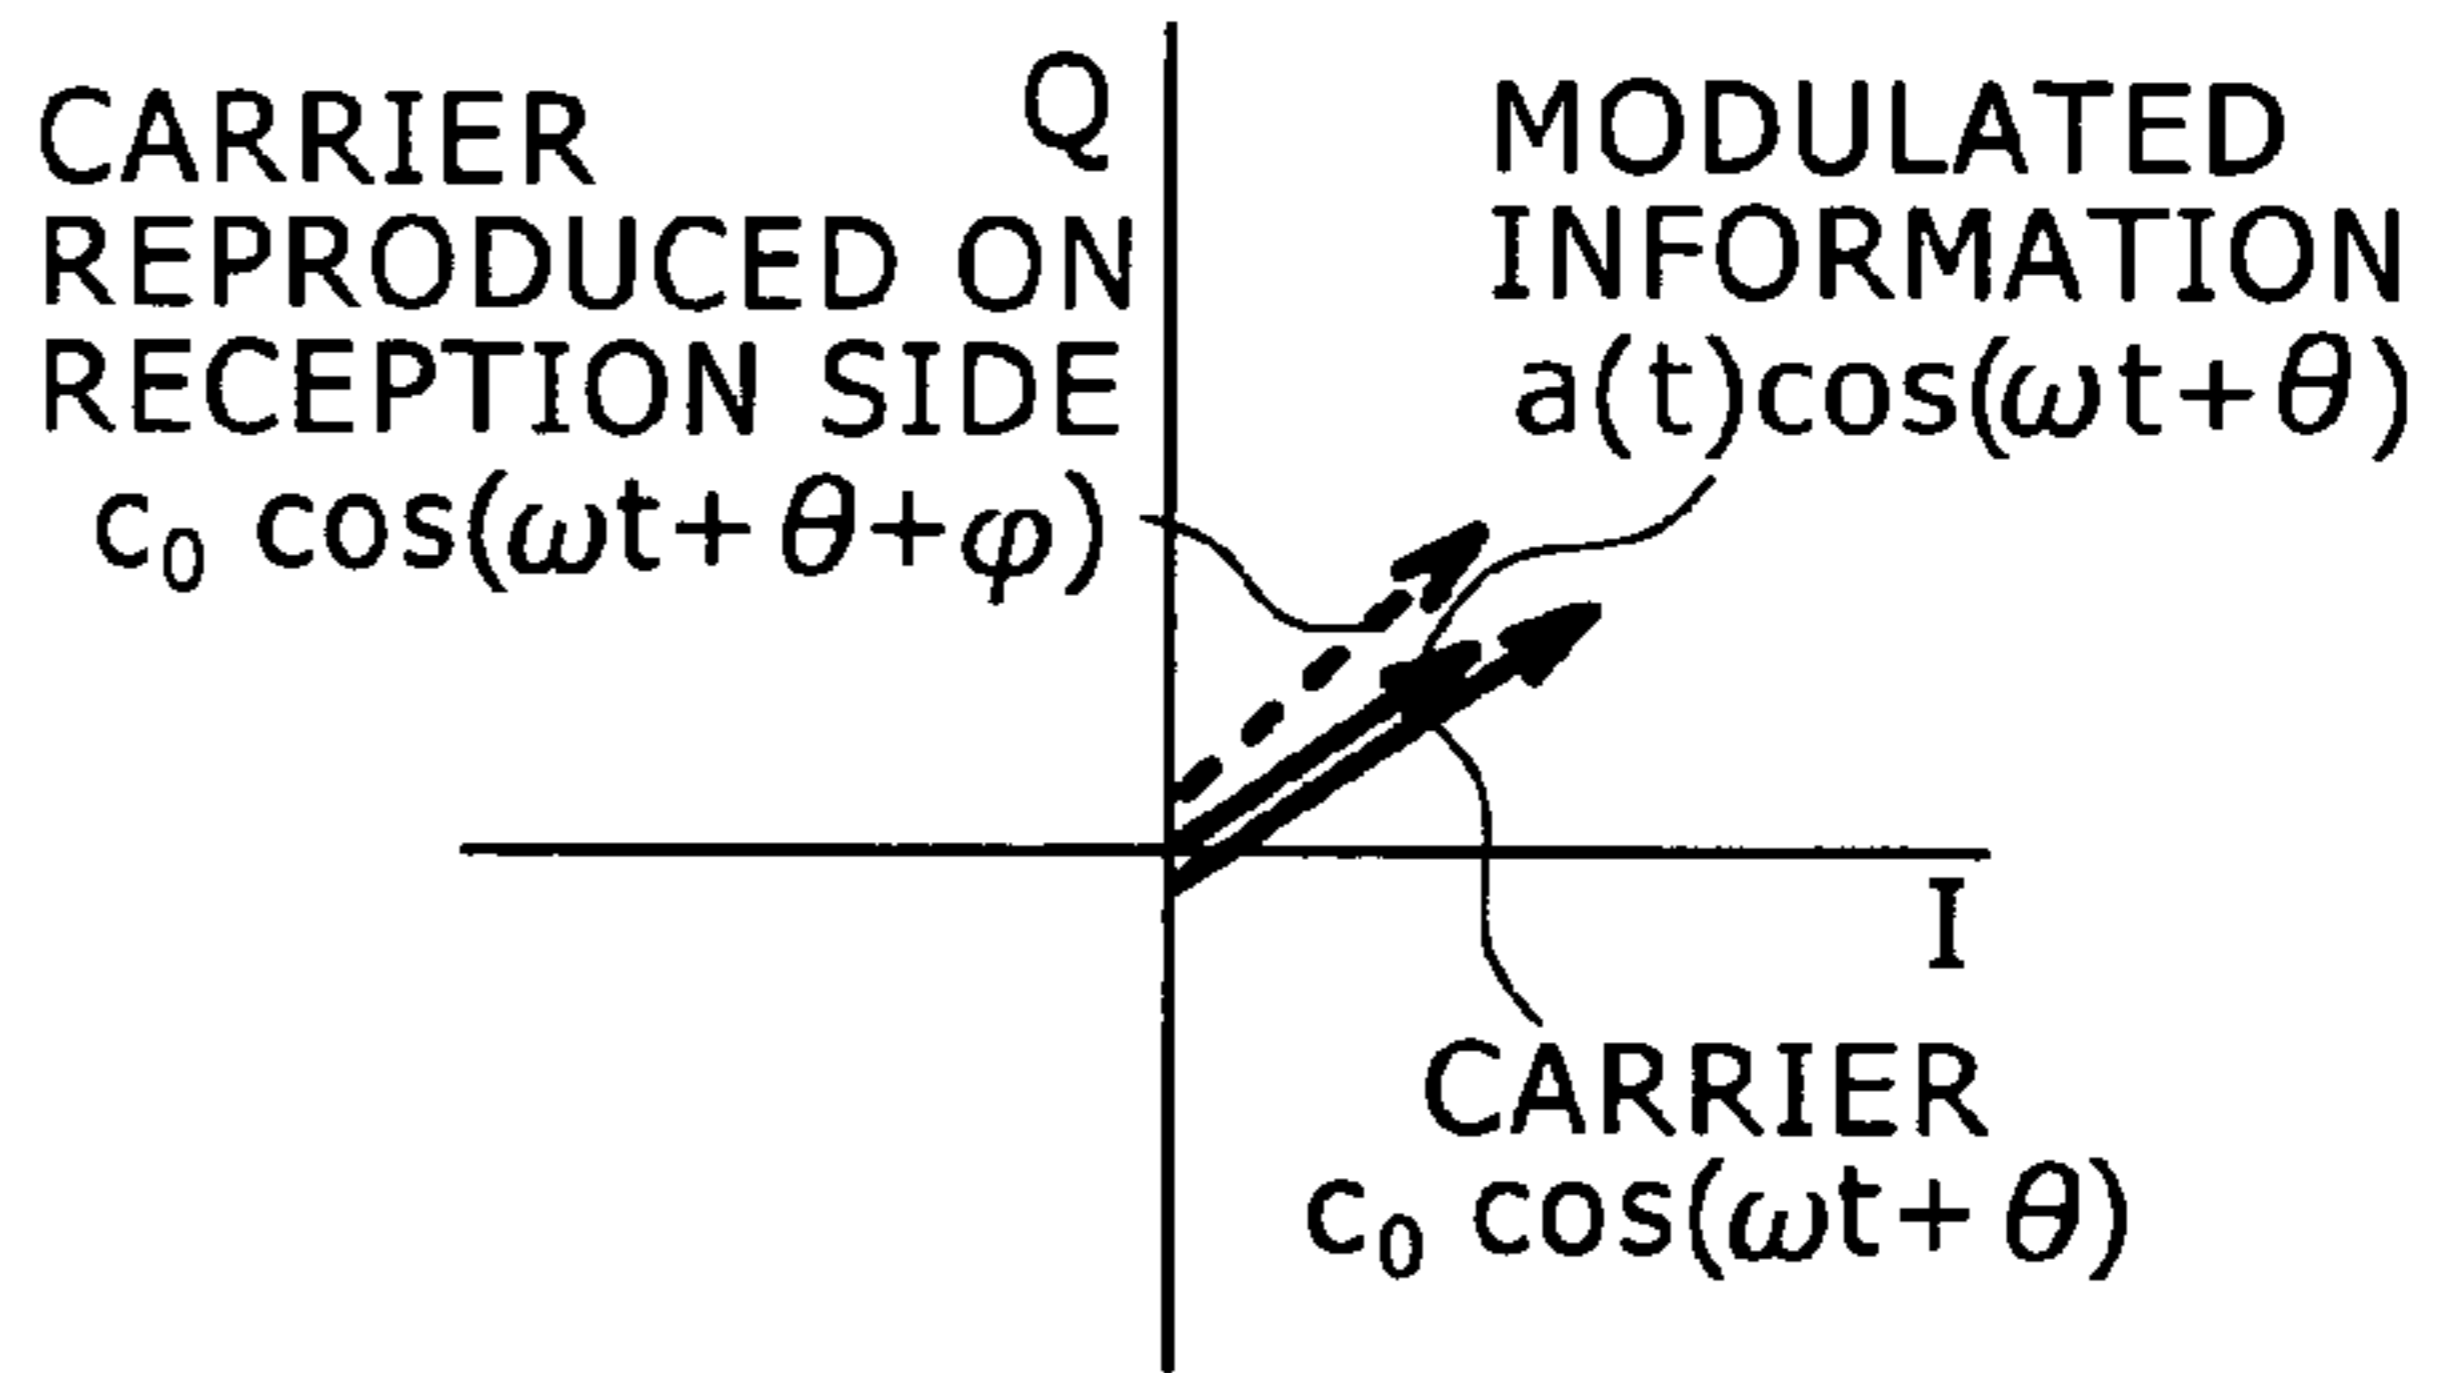 CARRIER
REPRODUCED ON
RECEPTION SIDE
c₀ cos(ωt+θ+φ)
Q
MODULATED
INFORMATION
a(t)cos(ωt+θ)
I
CARRIER
c₀ cos(ωt+θ)